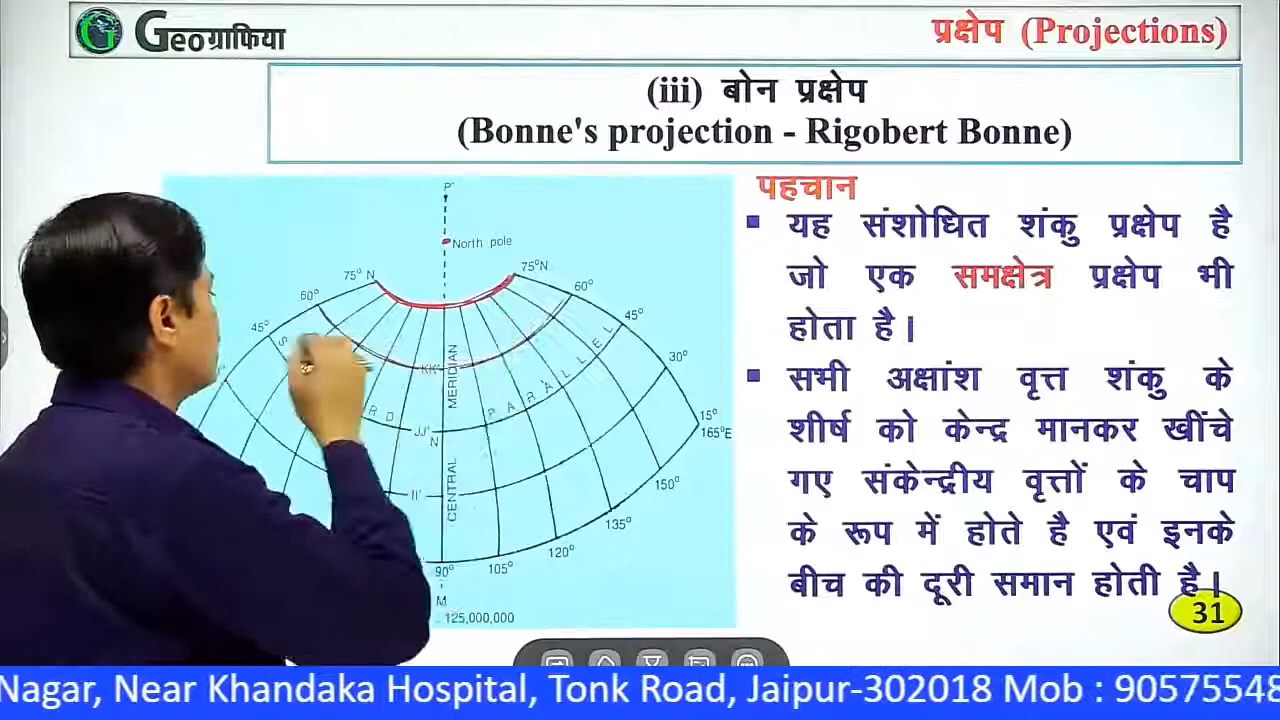 Geoग्राफिया
प्रक्षेप (Projections)
(iii) बोन प्रक्षेप
(Bonne's projection - Rigobert Bonne)
पहचान
यह संशोधित शंकु प्रक्षेप है
जो एक समक्षेत्र प्रक्षेप भी
होता है।
सभी अक्षांश वृत्त शंकु के
शीर्ष को केन्द्र मानकर खींचे
गए संकेन्द्रीय वृत्तों के चाप
के रूप में होते है एवं इनके
बीच की दूरी समान होती है।
31
P'
North pole
75° N
75°N
60°
60°
45°
45°
30°
15°
165°E
150°
135°
120°
105°
90°
KK'
JJ'
N
II'
S
R D
PARALLEL
CENTRAL MERIDIAN
M
125,000,000
Nagar, Near Khandaka Hospital, Tonk Road, Jaipur-302018 Mob : 90575548